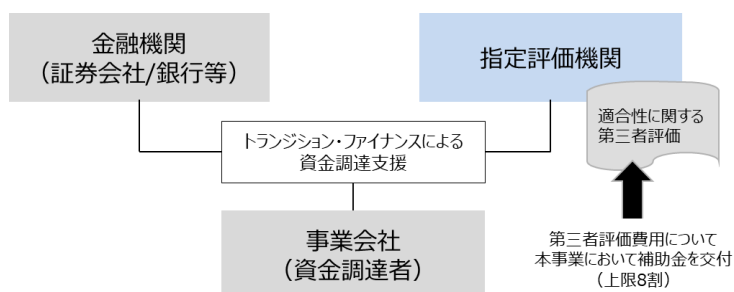 金融機関
（証券会社/銀行等）
指定評価機関
適合性に関する
第三者評価
トランジション・ファイナンスによる
資金調達支援
事業会社
（資金調達者）
第三者評価費用について
本事業において補助金を交付
（上限8割）